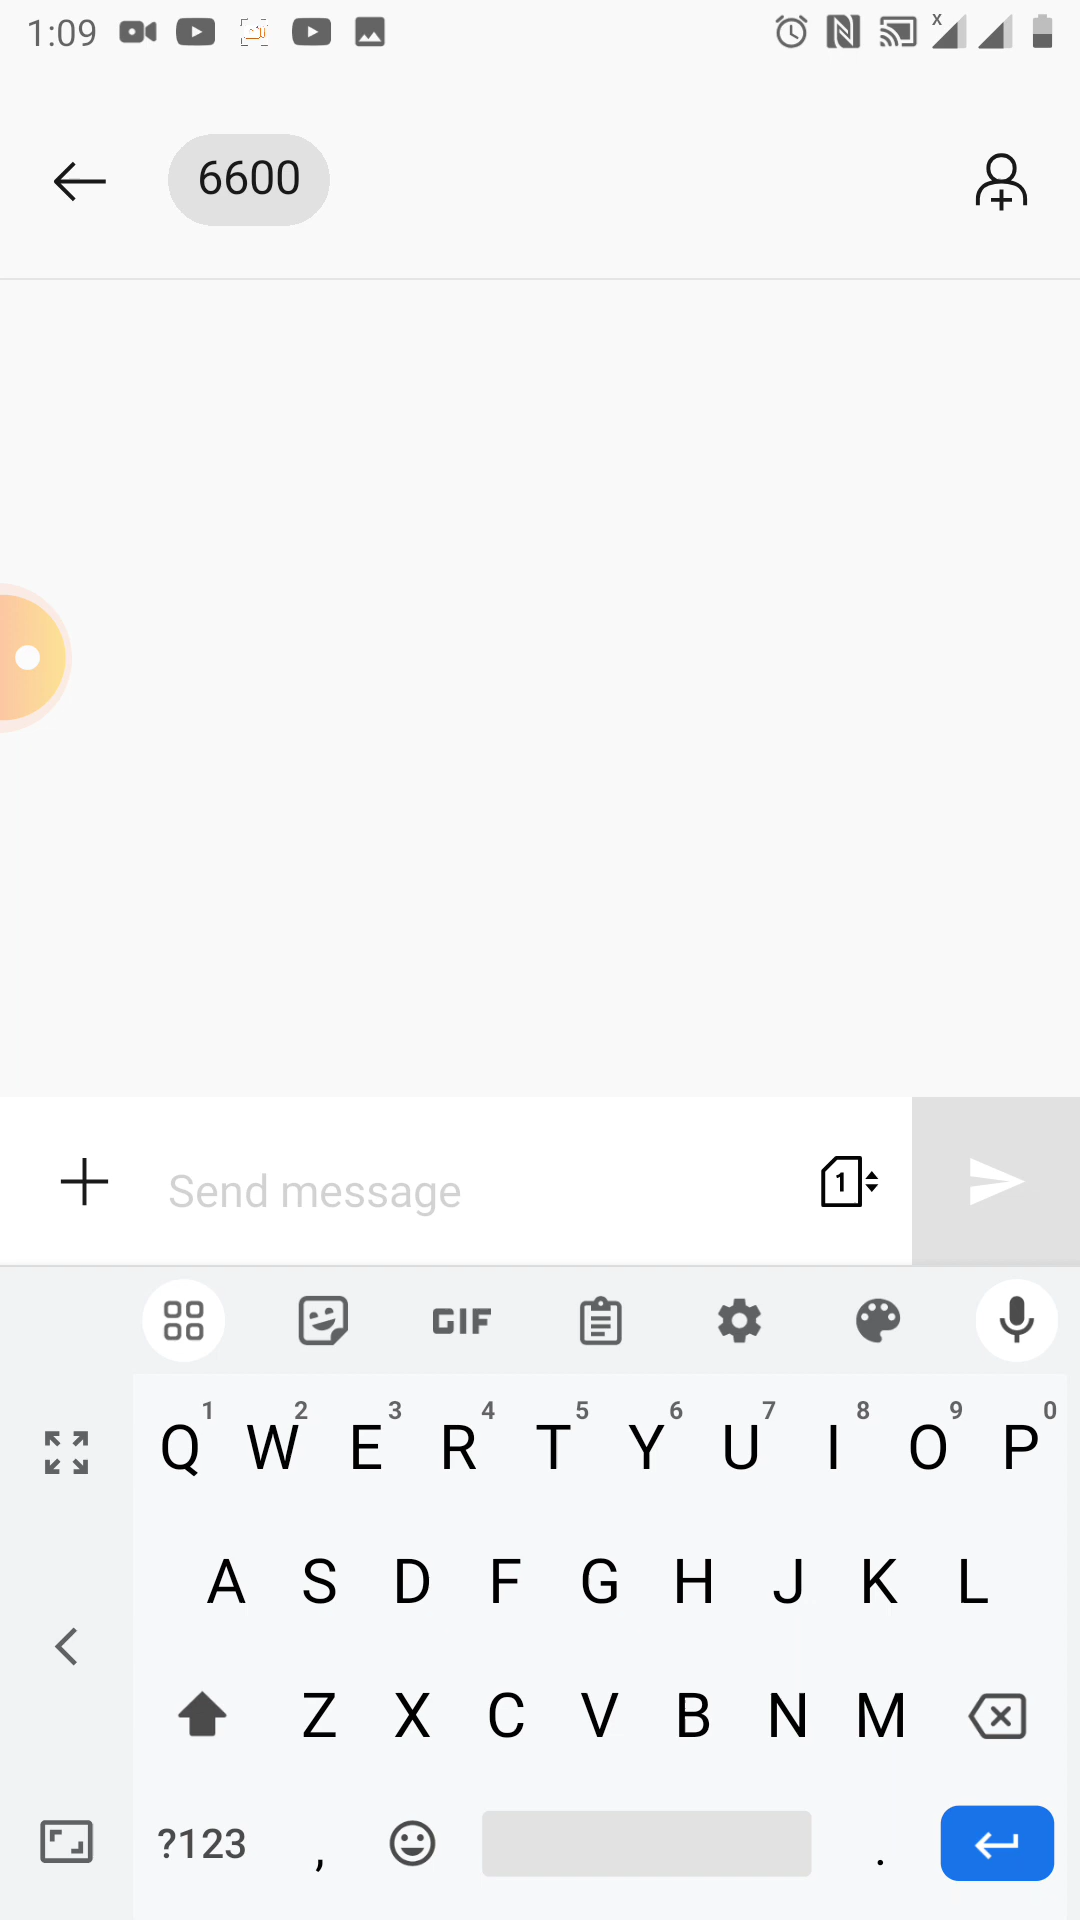 1:09
6600
Send message
1
GIF
1 2 3 4 5 6 7 8 9 0
Q W E R T Y U I O P
A S D F G H J K L
Z X C V B N M
?123 , .